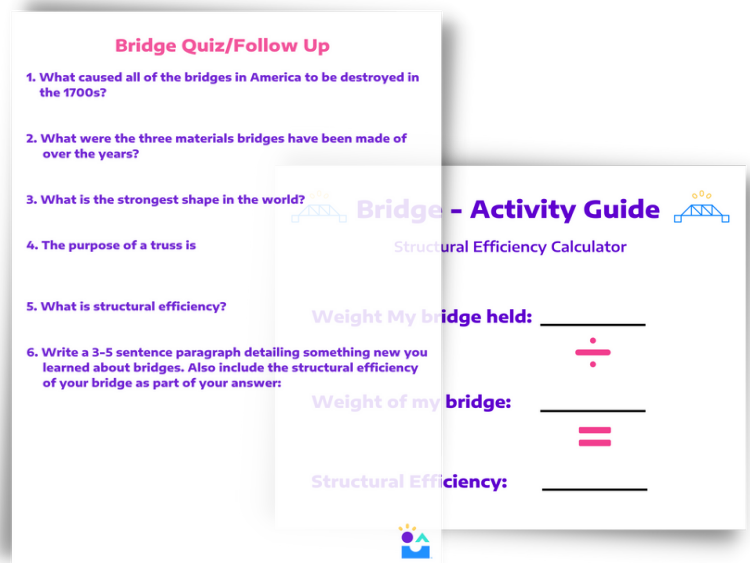 Bridge Quiz/Follow Up
1. What caused all of the bridges in America to be destroyed in
the 1700s?
2. What were the three materials bridges have been made of
over the years?
3. What is the strongest shape in the world?
4. The purpose of a truss is
5. What is structural efficiency?
6. Write a 3-5 sentence paragraph detailing something new you
learned about bridges. Also include the structural efficiency
of your bridge as part of your answer:
Bridge - Activity Guide
Structural Efficiency Calculator
Weight My bridge held:
÷
Weight of my bridge:
=
Structural Efficiency: